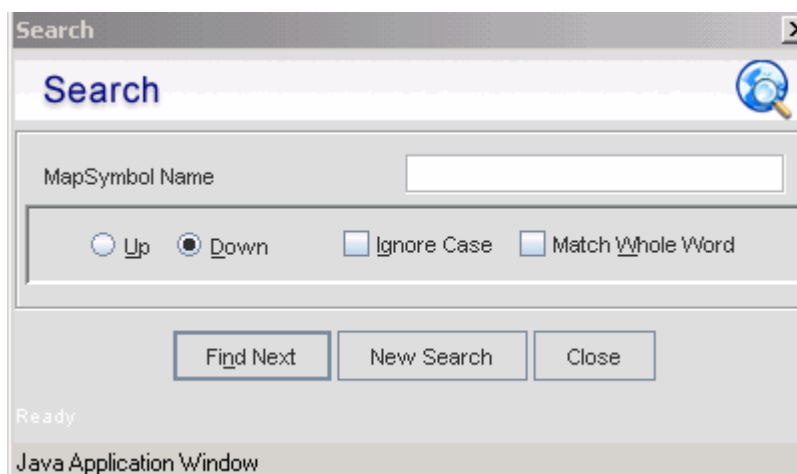 Search
Search
MapSymbol Name
Up Down Ignore Case Match Whole Word
Find Next New Search Close
Ready
Java Application Window